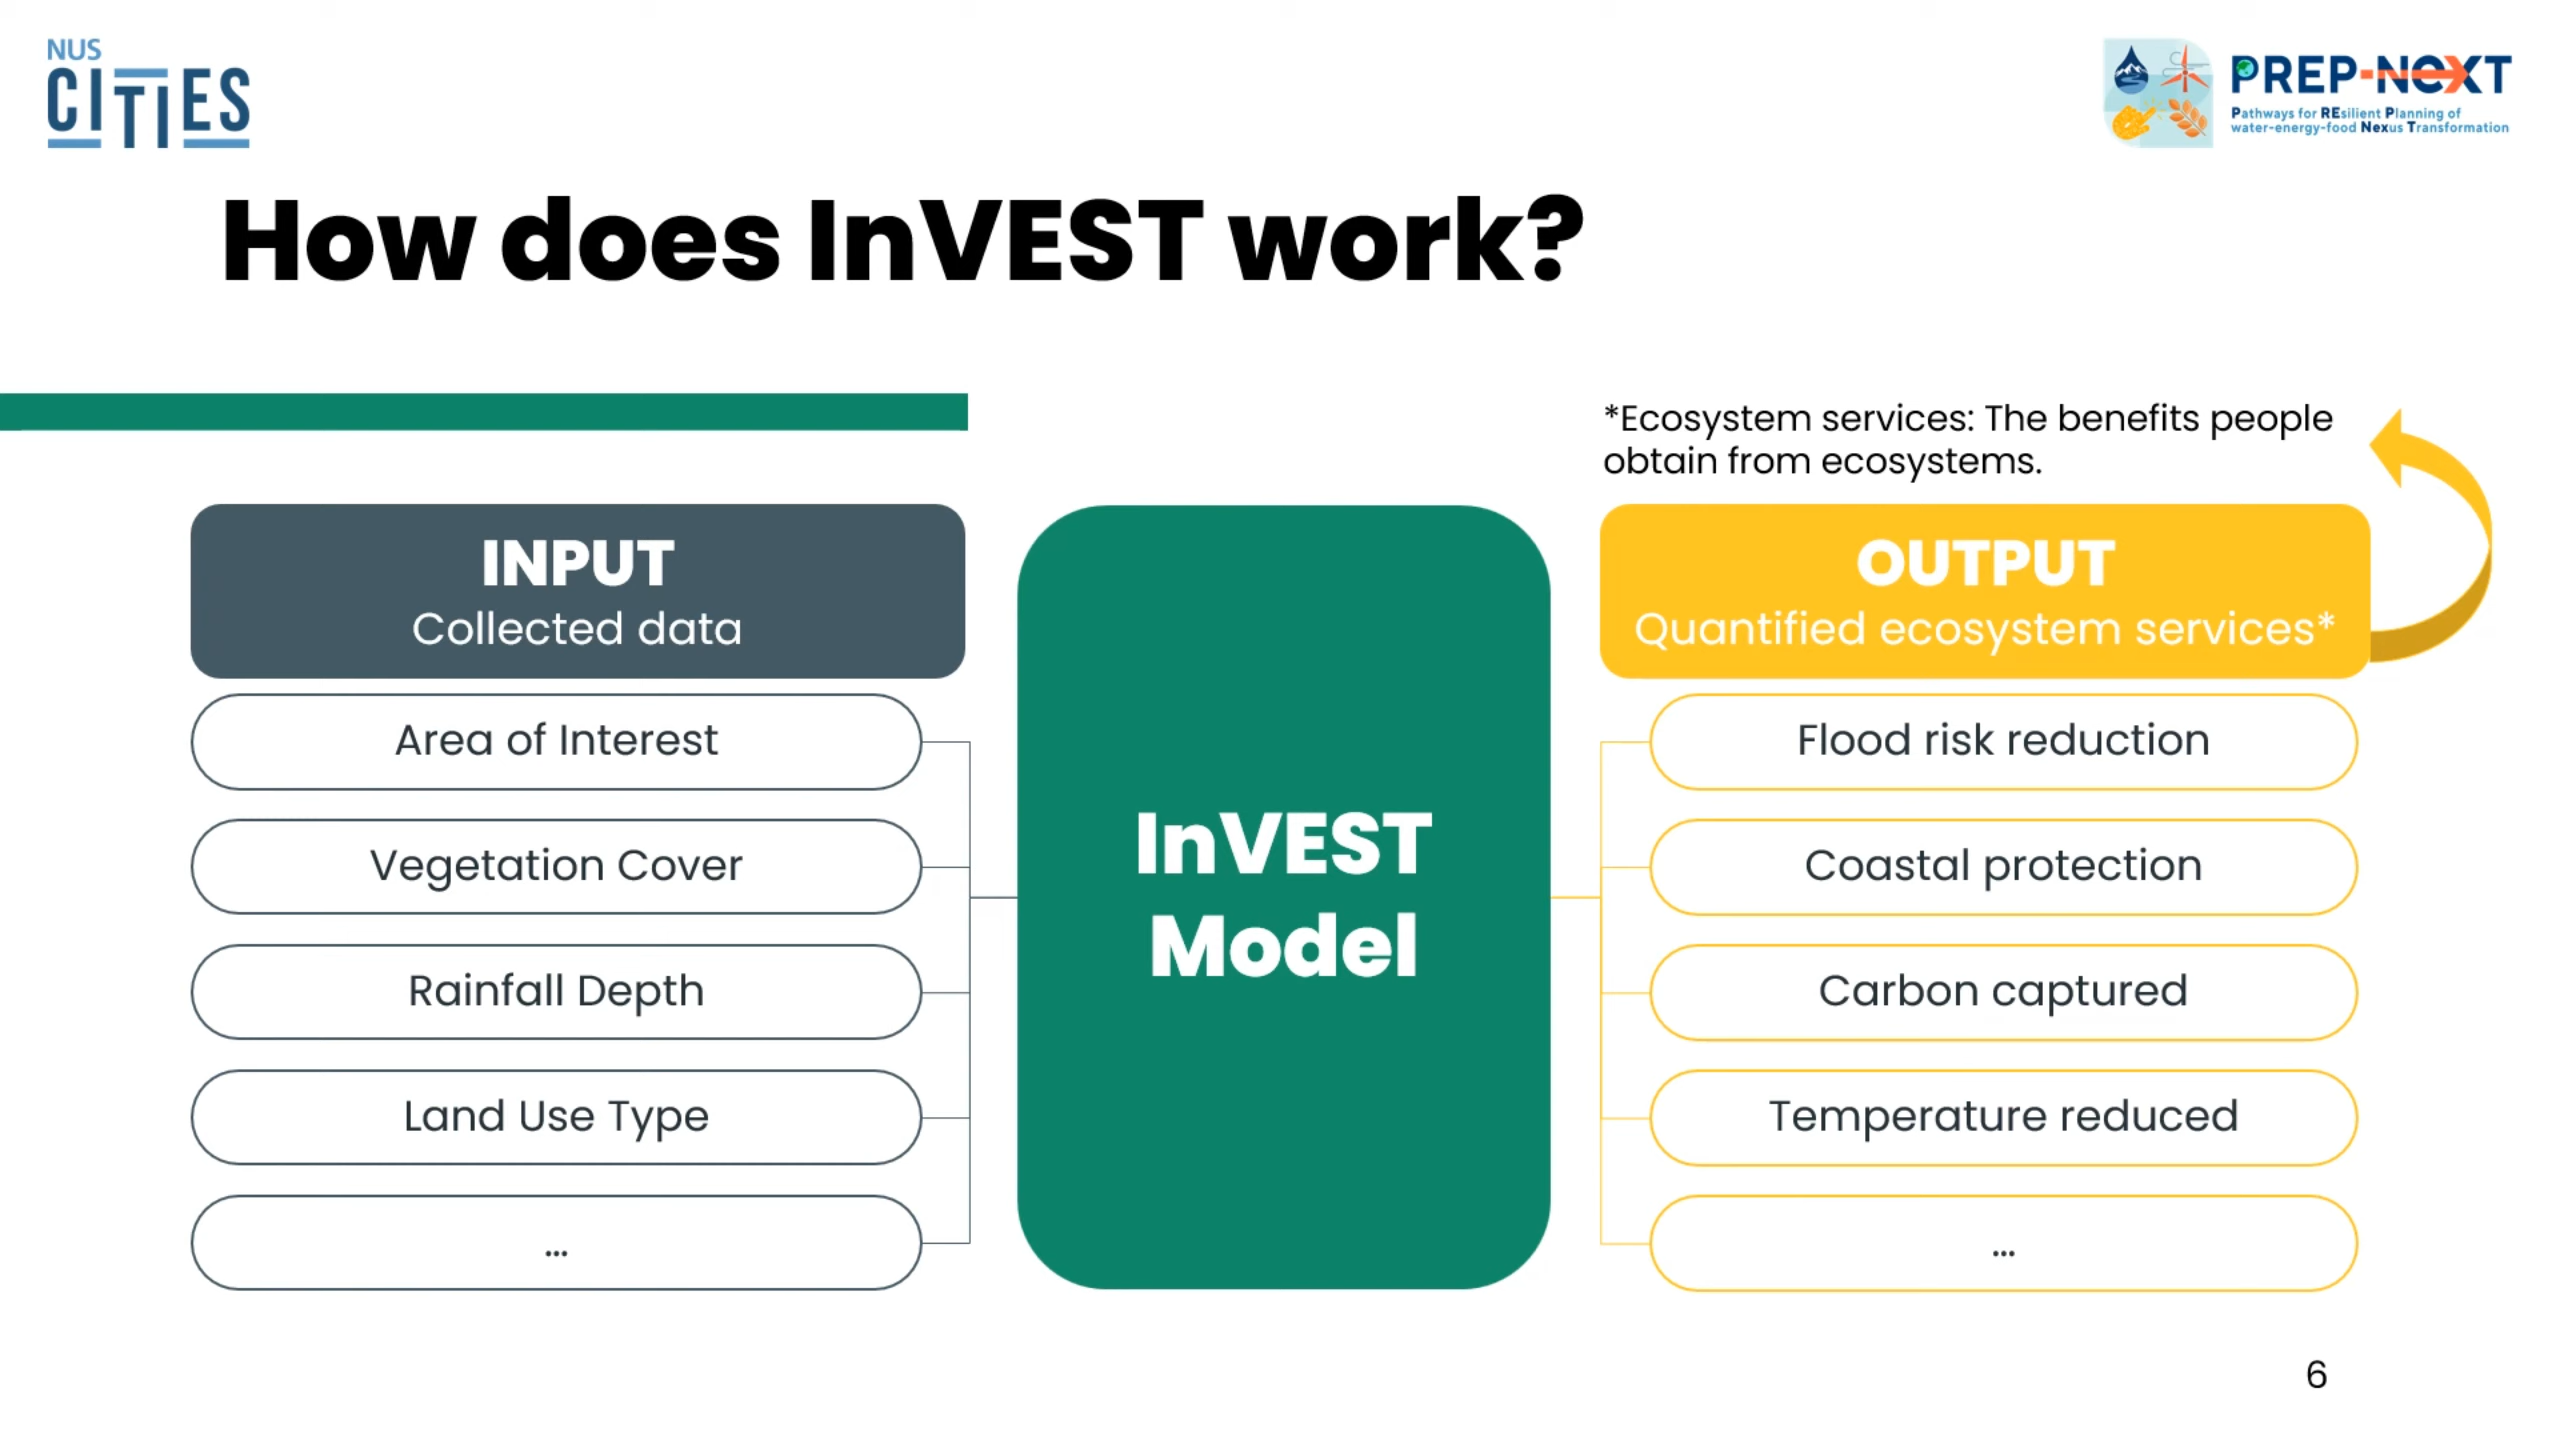 NUS
CITIES
PREP-NEXT
Pathways for REsilient Planning of
water-energy-food Nexus Transformation
How does InVEST work?
*Ecosystem services: The benefits people
obtain from ecosystems.
INPUT
Collected data
Area of Interest
Vegetation Cover
Rainfall Depth
Land Use Type
...
InVEST
Model
OUTPUT
Quantified ecosystem services*
Flood risk reduction
Coastal protection
Carbon captured
Temperature reduced
...
6